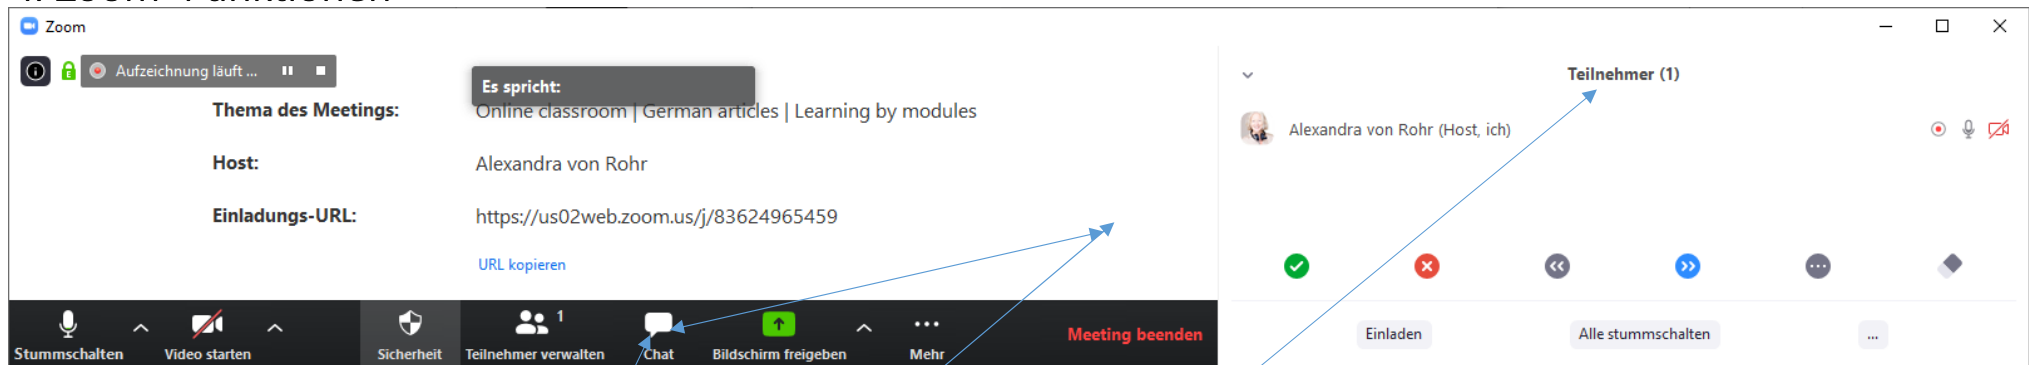 Zoom
Aufzeichnung läuft ...
Es spricht:
Thema des Meetings: Online classroom | German articles | Learning by modules
Host: Alexandra von Rohr
Einladungs-URL: https://us02web.zoom.us/j/83624965459
URL kopieren
Stummschalten Video starten Sicherheit Teilnehmer verwalten 1 Chat Bildschirm freigeben Mehr Meeting beenden
Teilnehmer (1)
Alexandra von Rohr (Host, ich)
Einladen Alle stummschalten ...